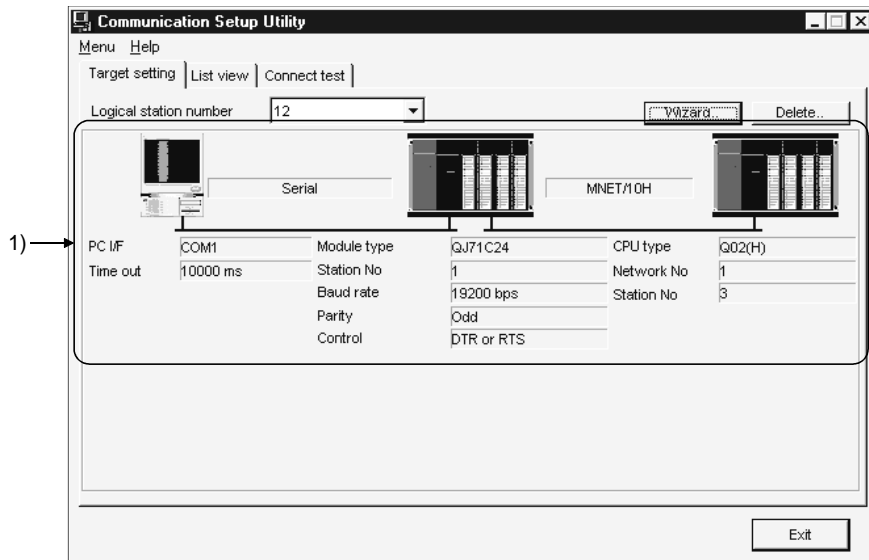 Communication Setup Utility
Menu Help
Target setting List view Connect test
Logical station number 12 Wizard.. Delete..
Serial MNET/10H
1)
PC I/F COM1 Module type QJ71C24 CPU type Q02(H)
Time out 10000 ms Station No 1 Network No 1
Baud rate 19200 bps Station No 3
Parity Odd
Control DTR or RTS
Exit